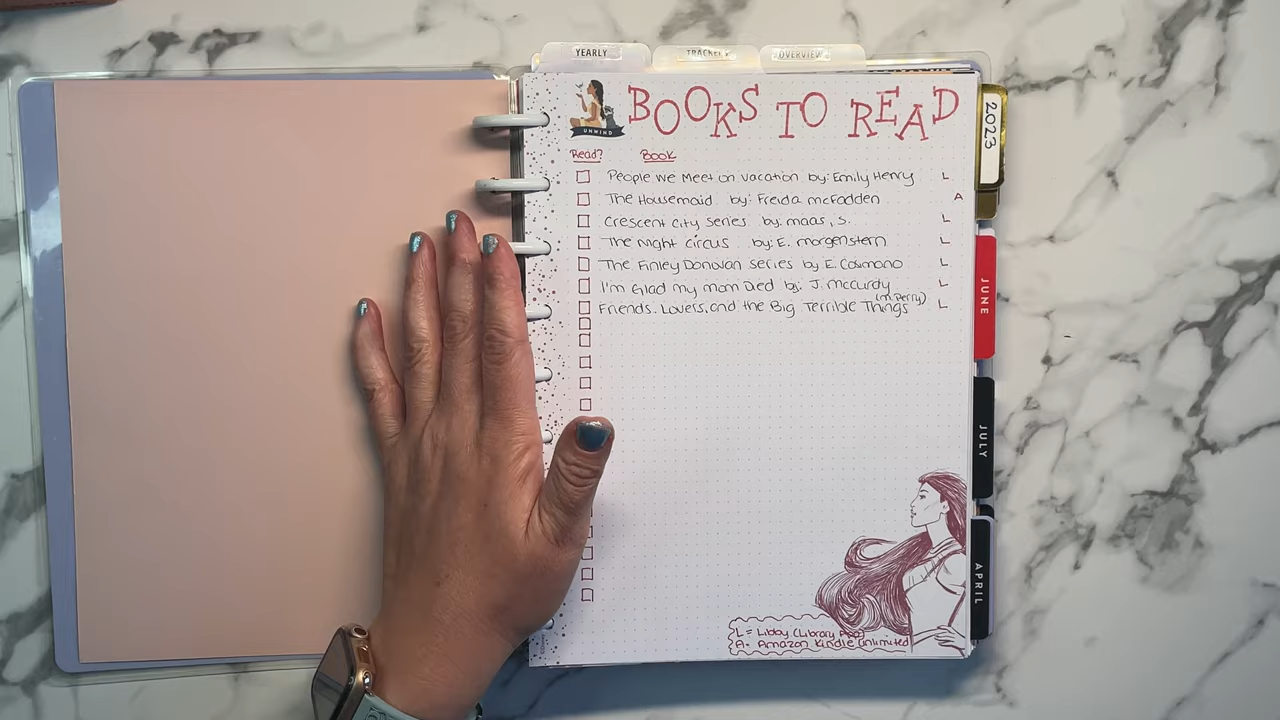 YEARLY
TRACKER
OVERVIEW
2023
JUNE
JULY
APRIL
UNWIND
BOOKS TO READ
Read? Book
People We Meet on Vacation by: Emily Henry L
The Housemaid by: Freida McFadden A
Crescent City Series by: Maas, S. L
The Night Circus by: E. Morgenstern L
The Finley Donovan Series by E. Cosmano L
I'm Glad my Mom Died by: J. McCurdy L
Friends, Lovers, and the Big Terrible Things (M. Perry) L
L = Libby (Library App)
A = Amazon Kindle Unlimited